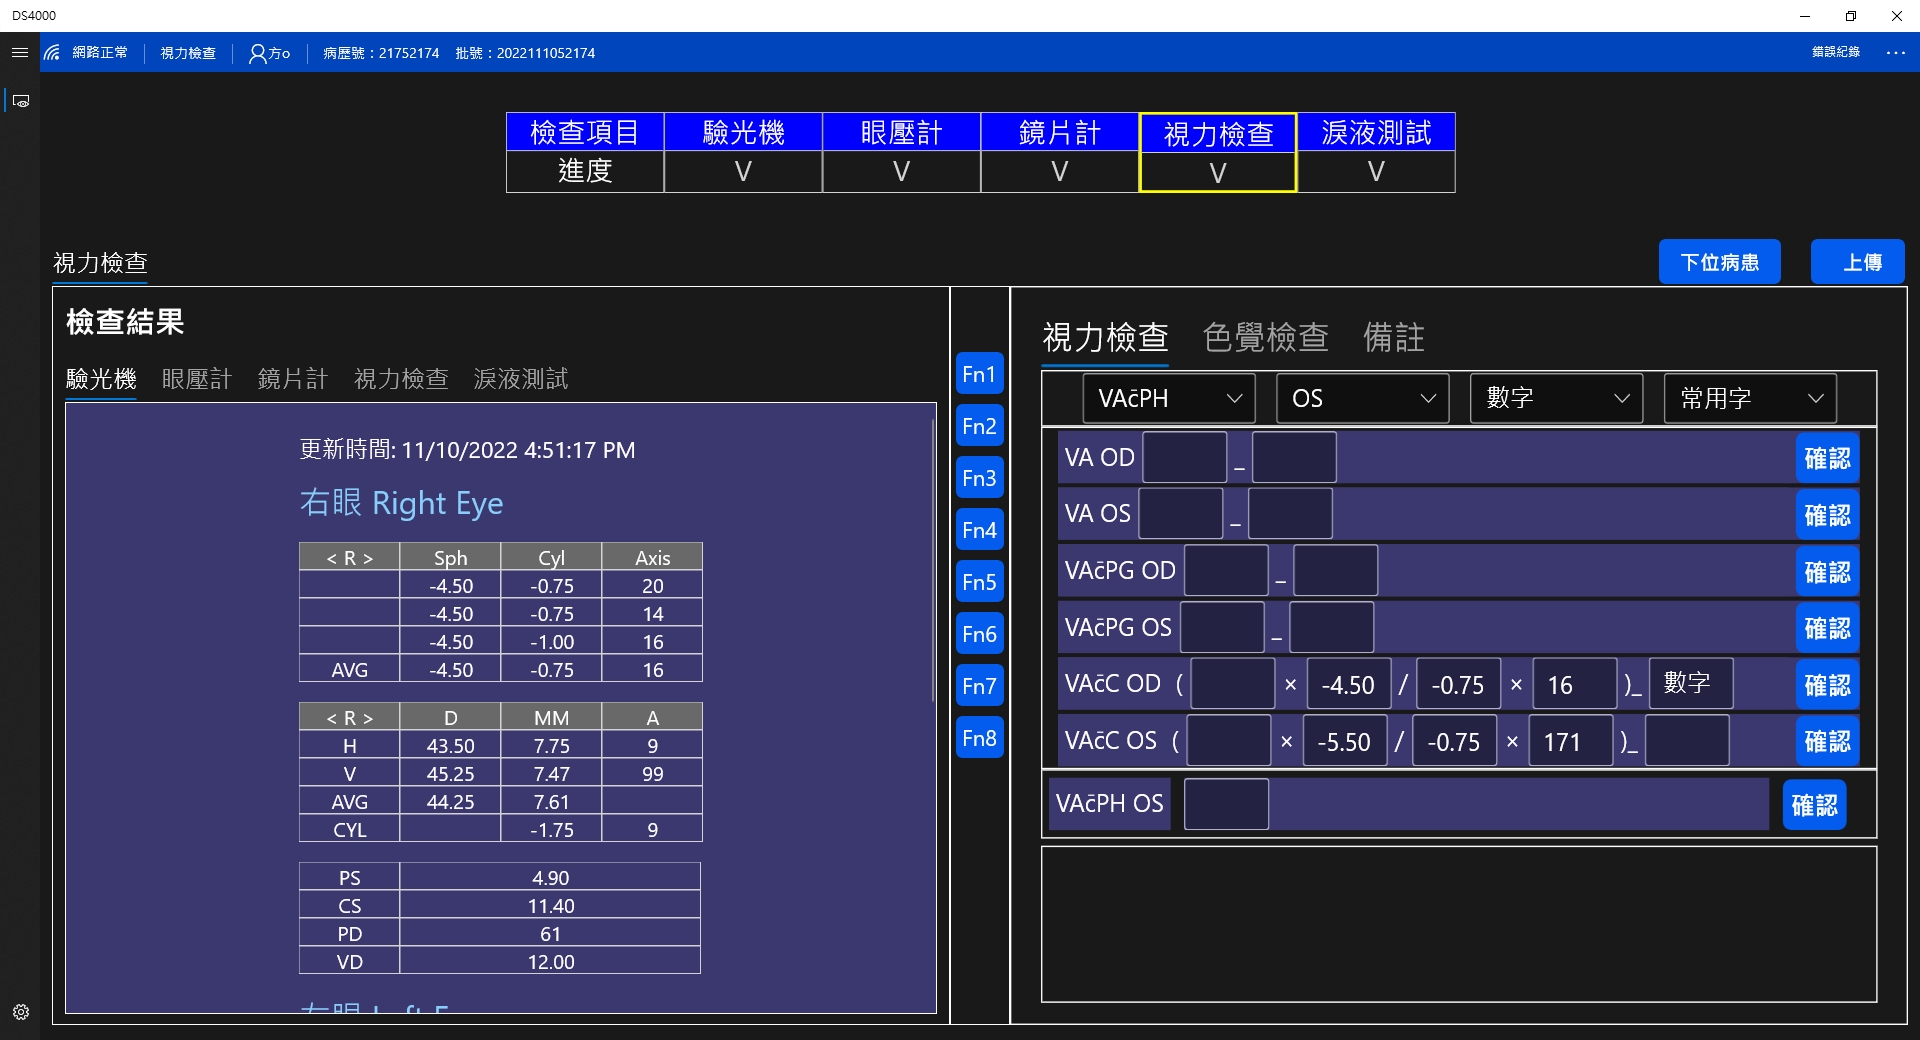 DS4000
網路正常 視力檢查 方o 病歷號：21752174 批號：2022111052174 錯誤紀錄
檢查項目 驗光機 眼壓計 鏡片計 視力檢查 淚液測試
進度 V V V V V
視力檢查 下位病患 上傳
檢查結果
驗光機 眼壓計 鏡片計 視力檢查 淚液測試
更新時間: 11/10/2022 4:51:17 PM
右眼 Right Eye
< R > Sph Cyl Axis
-4.50 -0.75 20
-4.50 -0.75 14
-4.50 -1.00 16
AVG -4.50 -0.75 16
< R > D MM A
H 43.50 7.75 9
V 45.25 7.47 99
AVG 44.25 7.61
CYL -1.75 9
PS 4.90
CS 11.40
PD 61
VD 12.00
Fn1
Fn2
Fn3
Fn4
Fn5
Fn6
Fn7
Fn8
視力檢查 色覺檢查 備註
VAc̄PH OS 數字 常用字
VA OD _ 確認
VA OS _ 確認
VAc̄PG OD _ 確認
VAc̄PG OS _ 確認
VAc̄C OD ( × -4.50 / -0.75 × 16 )_ 數字 確認
VAc̄C OS ( × -5.50 / -0.75 × 171 )_ 確認
VAc̄PH OS 確認